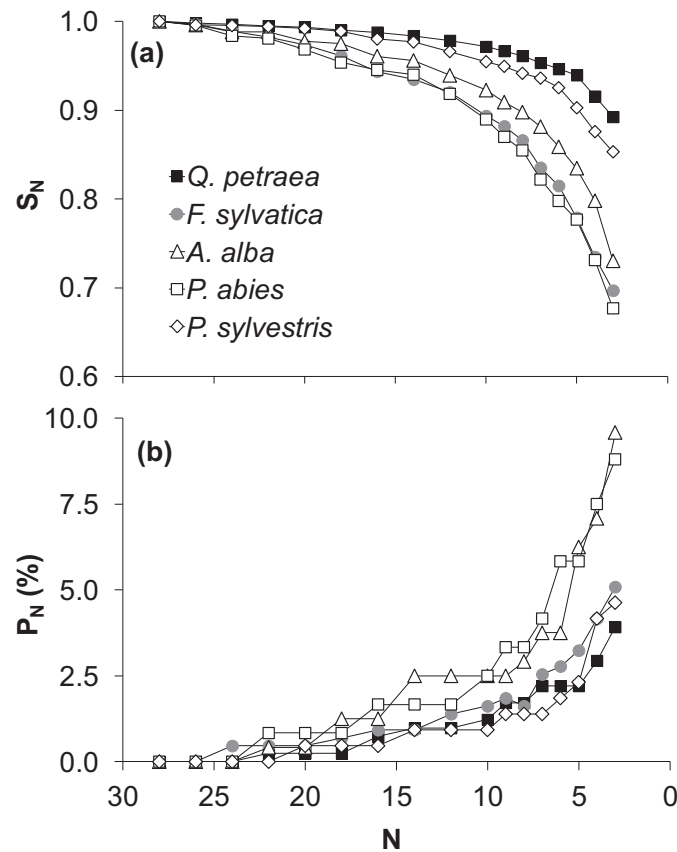 1.0
(a)
0.9
0.8
0.7
0.6
S_N
Q. petraea
F. sylvatica
A. alba
P. abies
P. sylvestris
10.0
(b)
7.5
5.0
2.5
0.0
P_N (%)
30 25 20 15 10 5 0
N